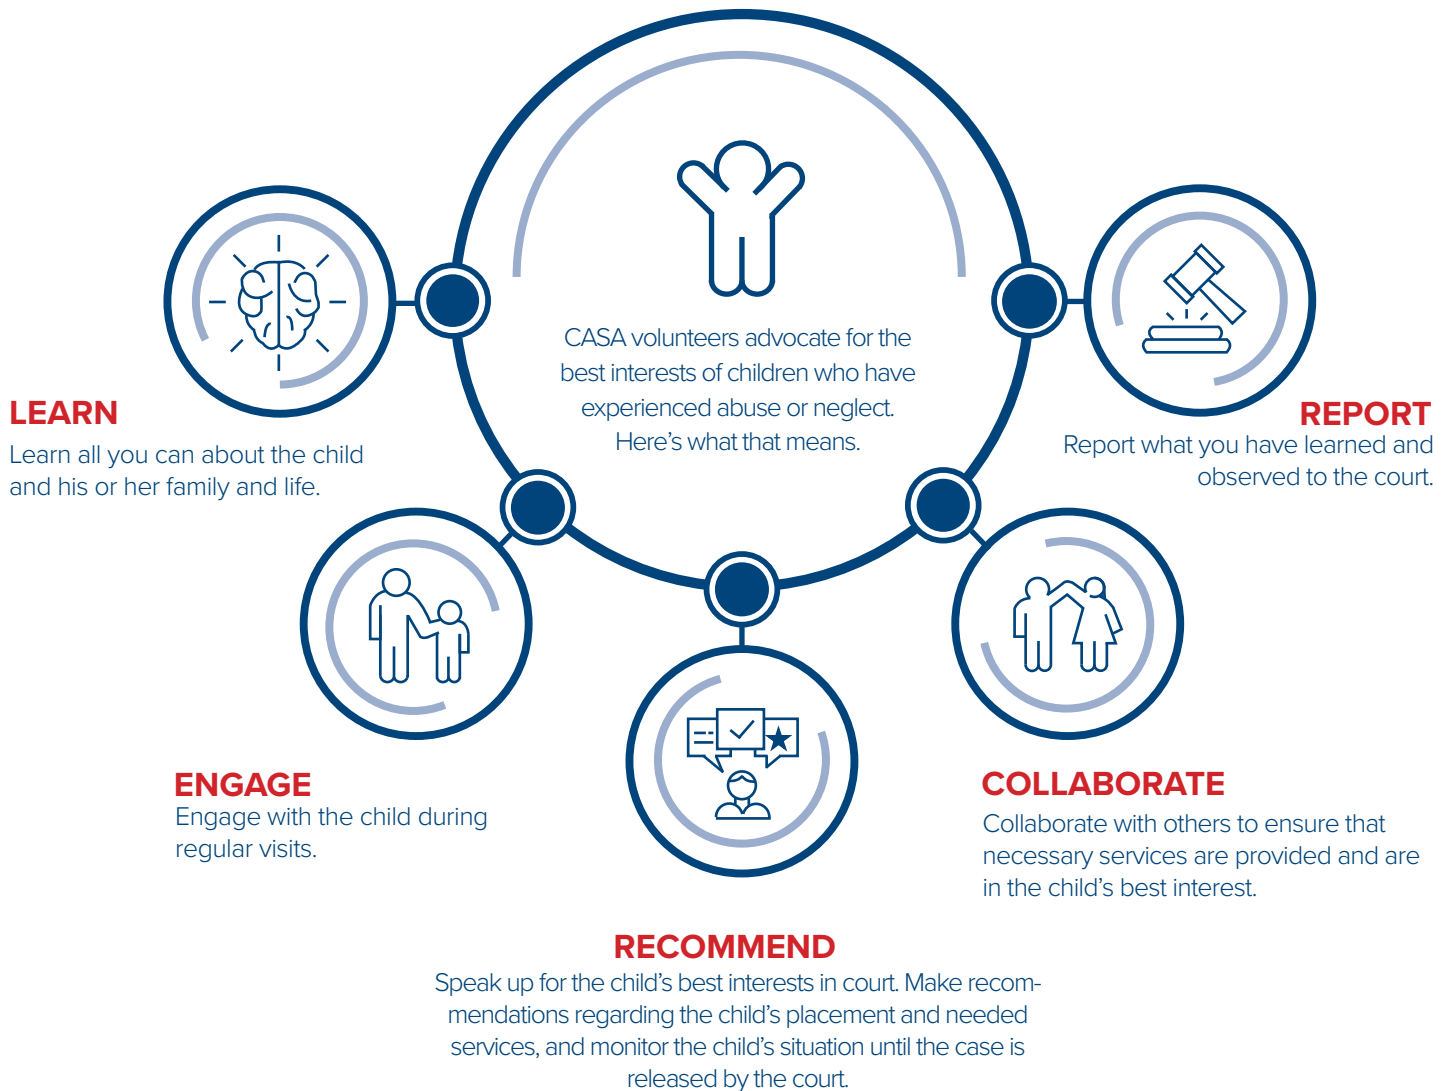 CASA volunteers advocate for the
best interests of children who have
experienced abuse or neglect.
Here’s what that means.
LEARN
Learn all you can about the child
and his or her family and life.
ENGAGE
Engage with the child during
regular visits.
RECOMMEND
Speak up for the child’s best interests in court. Make recom-
mendations regarding the child’s placement and needed
services, and monitor the child’s situation until the case is
released by the court.
COLLABORATE
Collaborate with others to ensure that
necessary services are provided and are
in the child’s best interest.
REPORT
Report what you have learned and
observed to the court.